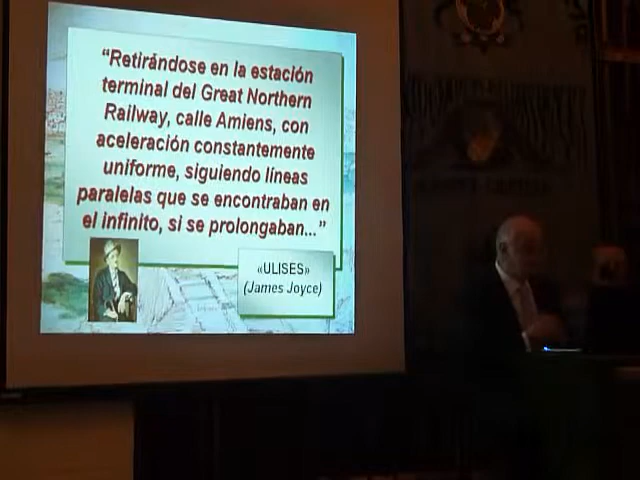 “Retirándose en la estación
terminal del Great Northern
Railway, calle Amiens, con
aceleración constantemente
uniforme, siguiendo líneas
paralelas que se encontraban en
el infinito, si se prolongaban...”
«ULISES»
(James Joyce)